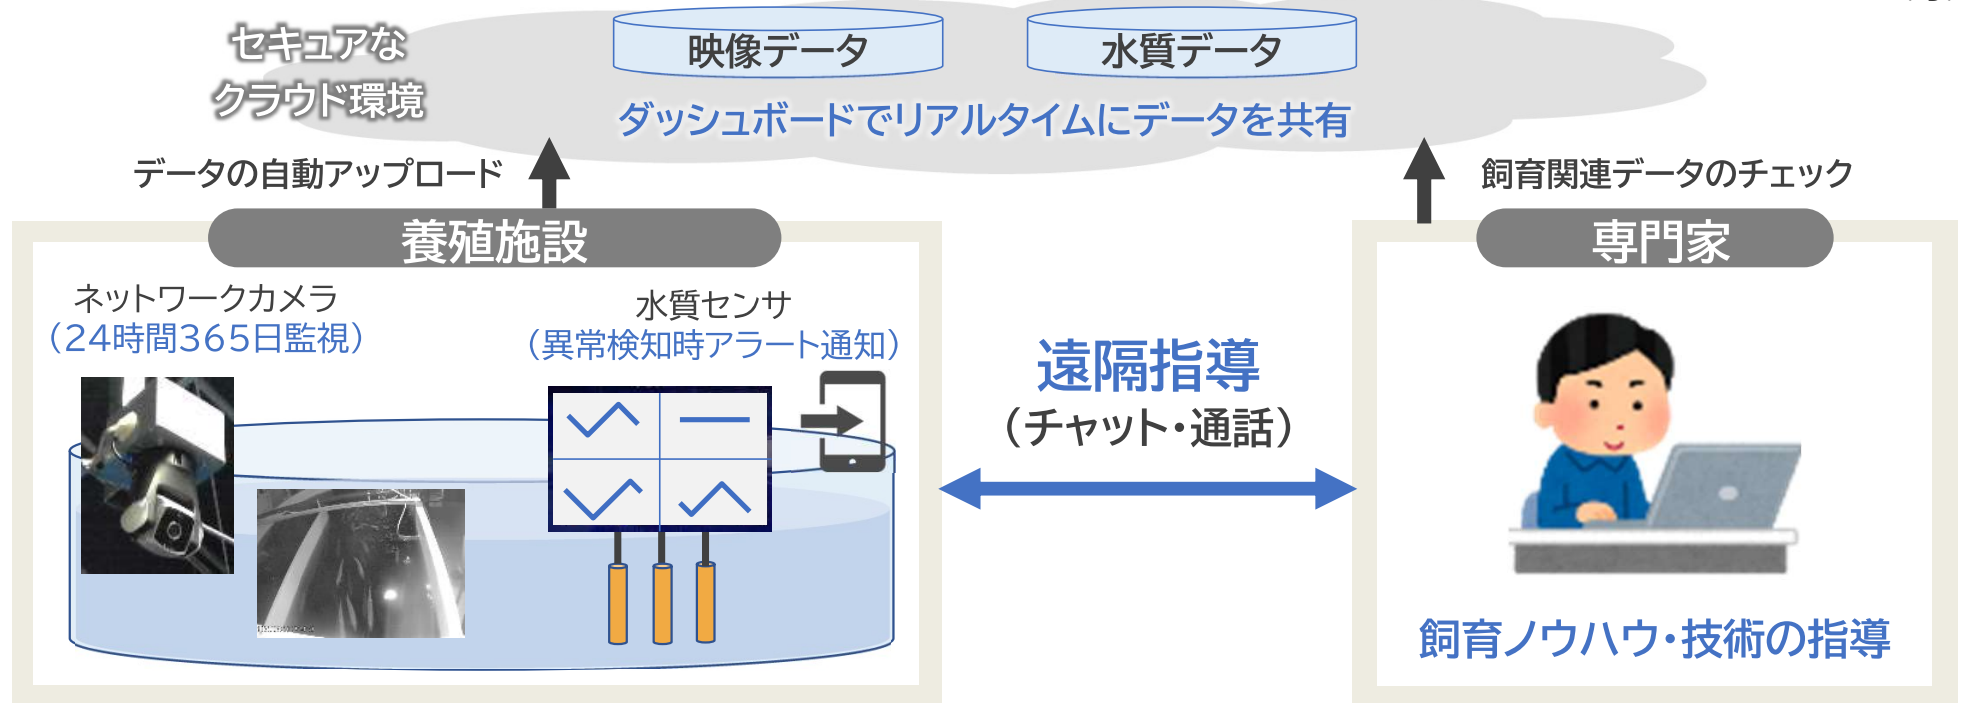 セキュアな
クラウド環境
映像データ
水質データ
ダッシュボードでリアルタイムにデータを共有
データの自動アップロード
飼育関連データのチェック
養殖施設
専門家
ネットワークカメラ
（24時間365日監視）
水質センサ
（異常検知時アラート通知）
遠隔指導
（チャット・通話）
飼育ノウハウ・技術の指導